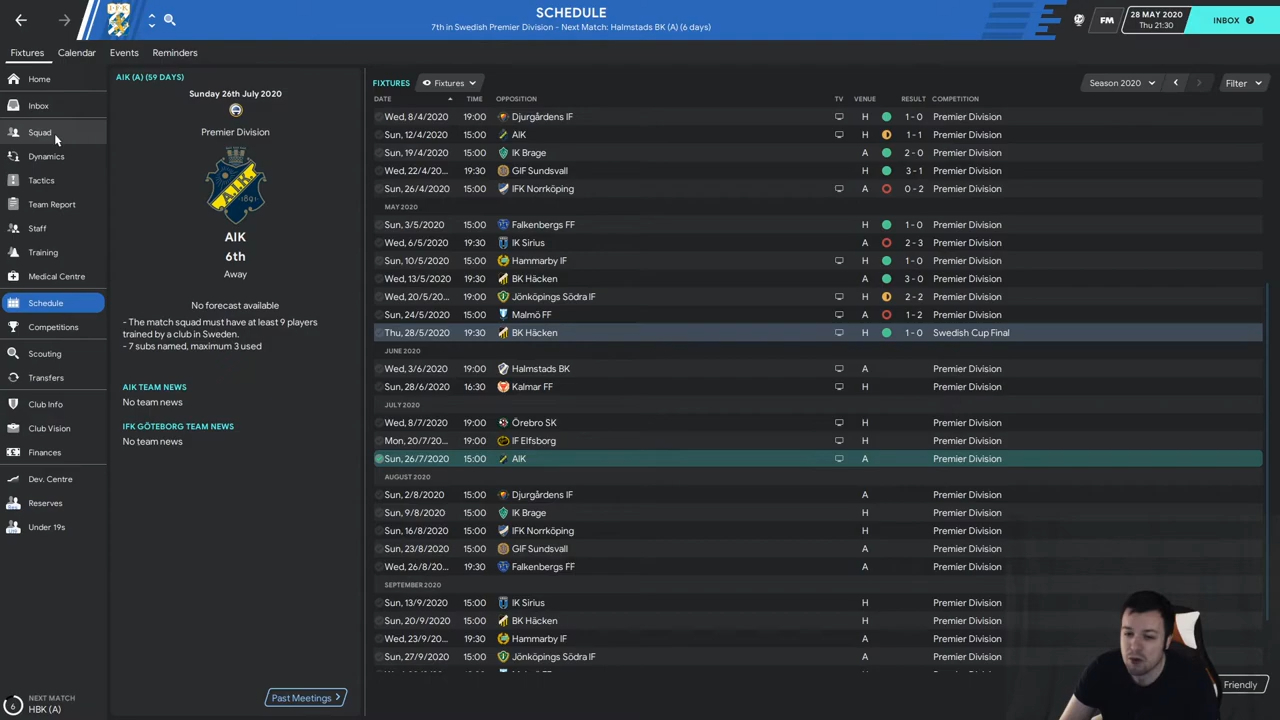 SCHEDULE
7th in Swedish Premier Division - Next Match: Halmstads BK (A) (6 days)
FM
28 MAY 2020
Thu 21:30
INBOX
Fixtures Calendar Events Reminders
Home
Inbox
Squad
Dynamics
Tactics
Team Report
Staff
Training
Medical Centre
Schedule
Competitions
Scouting
Transfers
Club Info
Club Vision
Finances
Dev. Centre
Reserves
Under 19s
6 NEXT MATCH
HBK (A)
AIK (A) (59 DAYS)
Sunday 26th July 2020
Premier Division
A.I.K.
1891
AIK
6th
Away
No forecast available
- The match squad must have at least 9 players
trained by a club in Sweden.
- 7 subs named, maximum 3 used
AIK TEAM NEWS
No team news
IFK GÖTEBORG TEAM NEWS
No team news
Past Meetings
FIXTURES Fixtures Season 2020 Filter
DATE TIME OPPOSITION TV VENUE RESULT COMPETITION
Wed, 8/4/2020 19:00 Djurgårdens IF H 1 - 0 Premier Division
Sun, 12/4/2020 15:00 AIK H 1 - 1 Premier Division
Sun, 19/4/2020 15:00 IK Brage A 2 - 0 Premier Division
Wed, 22/4/20... 19:30 GIF Sundsvall H 3 - 1 Premier Division
Sun, 26/4/2020 15:00 IFK Norrköping A 0 - 2 Premier Division
MAY 2020
Sun, 3/5/2020 15:00 Falkenbergs FF H 1 - 0 Premier Division
Wed, 6/5/2020 19:30 IK Sirius A 2 - 3 Premier Division
Sun, 10/5/2020 15:00 Hammarby IF H 1 - 0 Premier Division
Wed, 13/5/2020 19:30 BK Häcken A 3 - 0 Premier Division
Wed, 20/5/20... 19:00 Jönköpings Södra IF H 2 - 2 Premier Division
Sun, 24/5/2020 15:00 Malmö FF A 1 - 2 Premier Division
Thu, 28/5/2020 19:30 BK Häcken H 1 - 0 Swedish Cup Final
JUNE 2020
Wed, 3/6/2020 19:00 Halmstads BK A Premier Division
Sun, 28/6/2020 16:30 Kalmar FF H Premier Division
JULY 2020
Wed, 8/7/2020 19:00 Örebro SK H Premier Division
Mon, 20/7/20... 19:00 IF Elfsborg H Premier Division
Sun, 26/7/2020 15:00 AIK A Premier Division
AUGUST 2020
Sun, 2/8/2020 15:00 Djurgårdens IF A Premier Division
Sun, 9/8/2020 15:00 IK Brage H Premier Division
Sun, 16/8/2020 15:00 IFK Norrköping H Premier Division
Sun, 23/8/2020 15:00 GIF Sundsvall A Premier Division
Wed, 26/8/20... 19:30 Falkenbergs FF A Premier Division
SEPTEMBER 2020
Sun, 13/9/2020 15:00 IK Sirius H Premier Division
Sun, 20/9/2020 15:00 BK Häcken H Premier Division
Wed, 23/9/20... 19:30 Hammarby IF A Premier Division
Sun, 27/9/2020 15:00 Jönköpings Södra IF A Premier Division
Friendly